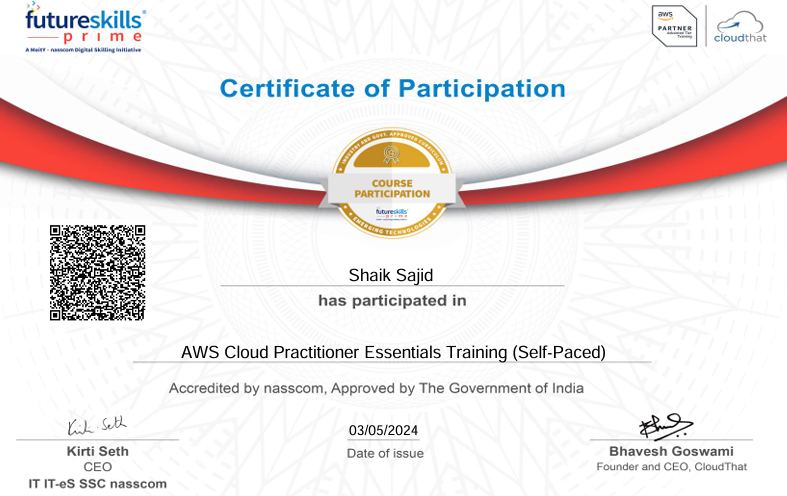 futureskills
prime
A MeitY - nasscom Digital Skilling Initiative
aws
PARTNER
Advanced Tier
Training
cloudthat
Certificate of Participation
INDUSTRY AND GOVT. APPROVED CURRICULUM
COURSE
PARTICIPATION
futureskills
prime
EMERGING TECHNOLOGIES
Shaik Sajid
has participated in
AWS Cloud Practitioner Essentials Training (Self-Paced)
Accredited by nasscom, Approved by The Government of India
Kirti Seth
Kirti Seth
CEO
IT IT-eS SSC nasscom
03/05/2024
Date of issue
Bhavesh Goswami
Founder and CEO, CloudThat